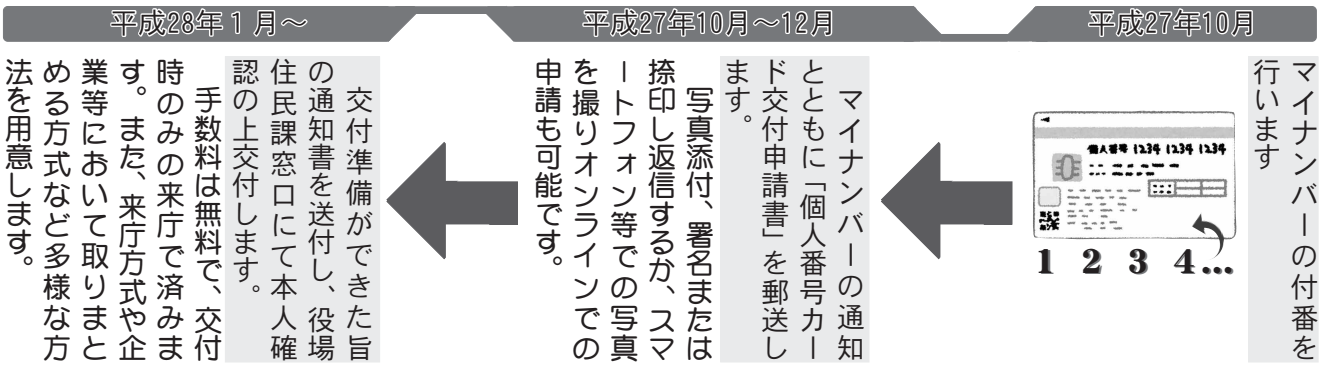 平成27年10月
マイナンバーの付番を
行います
個人番号 1234 1234 1234
1 2 3 4...
平成27年10月～12月
マイナンバーの通知
とともに「個人番号カー
ド交付申請書」を郵送し
ます。
写真添付、署名または
捺印し返信するか、スマ
ートフォン等での写真
を撮りオンラインでの
申請も可能です。
平成28年１月～
交付準備ができた旨
の通知書を送付し、役場
住民課窓口にて本人確
認の上交付します。
手数料は無料で、交付
時のみの来庁で済みま
す。また、来庁方式や企
業等において取りまと
める方式など多様な方
法を用意します。